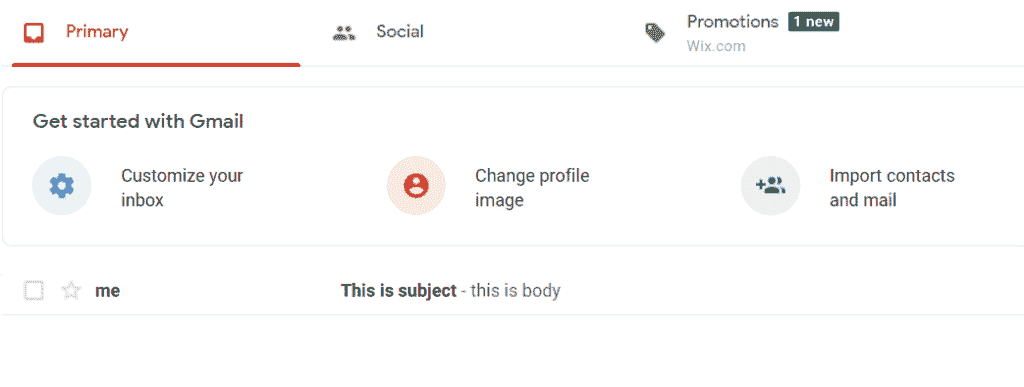 Primary
Social
Promotions 1 new
Wix.com
Get started with Gmail
Customize your
inbox
Change profile
image
Import contacts
and mail
me This is subject - this is body